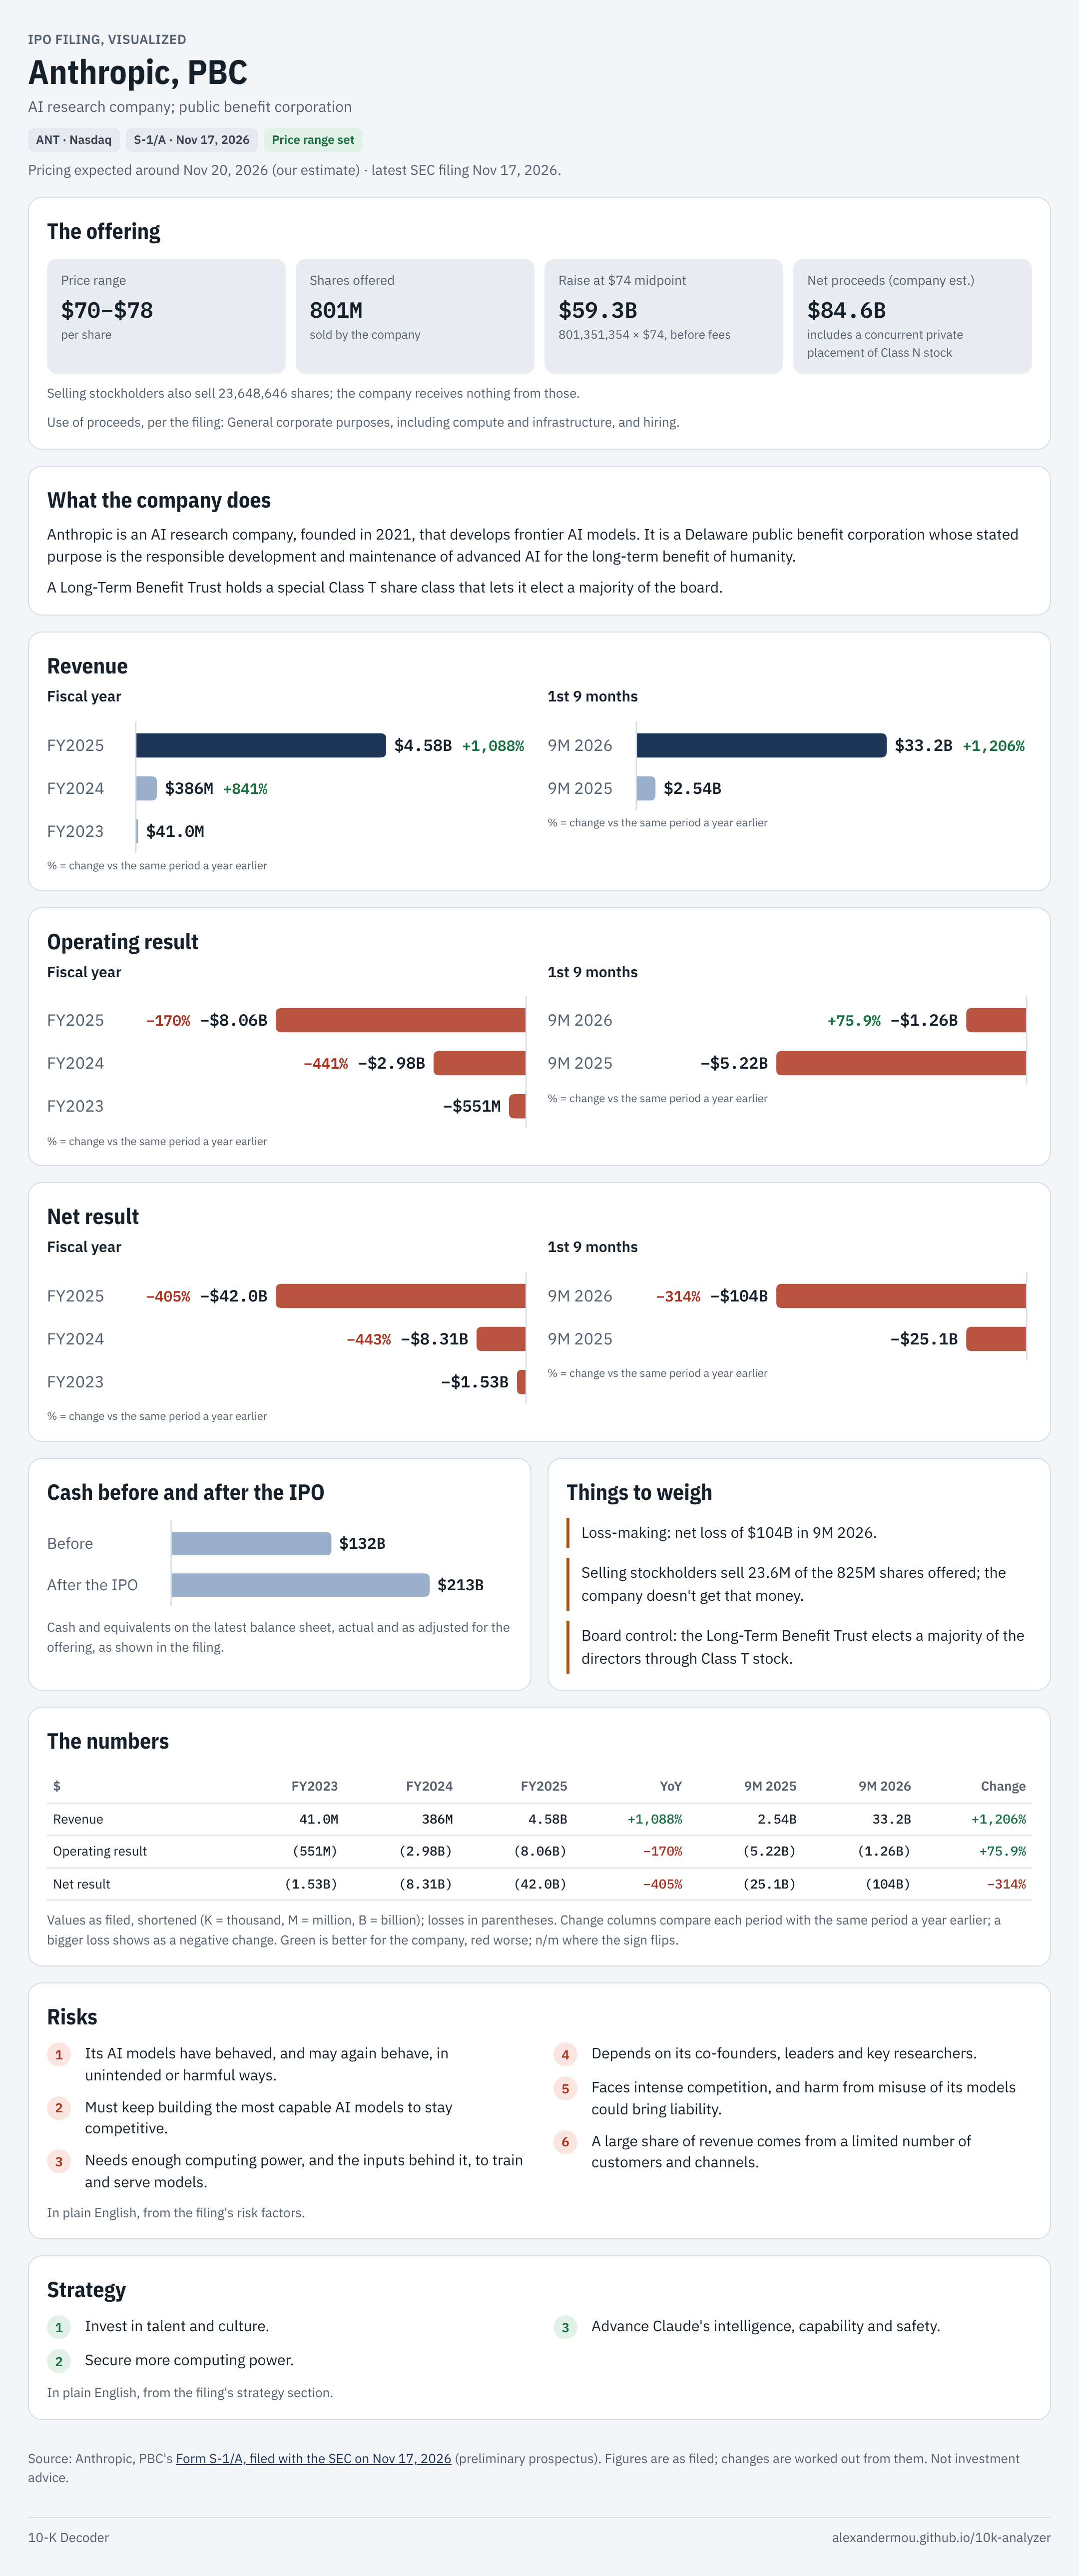 IPO FILING, VISUALIZED
Anthropic, PBC
AI research company; public benefit corporation
ANT · Nasdaq
S-1/A · Nov 17, 2026
Price range set
Pricing expected around Nov 20, 2026 (our estimate) · latest SEC filing Nov 17, 2026.
The offering
Price range
$70–$78
per share
Shares offered
801M
sold by the company
Raise at $74 midpoint
$59.3B
801,351,354 × $74, before fees
Net proceeds (company est.)
$84.6B
includes a concurrent private
placement of Class N stock
Selling stockholders also sell 23,648,646 shares; the company receives nothing from those.
Use of proceeds, per the filing: General corporate purposes, including compute and infrastructure, and hiring.
What the company does
Anthropic is an AI research company, founded in 2021, that develops frontier AI models. It is a Delaware public benefit corporation whose stated
purpose is the responsible development and maintenance of advanced AI for the long-term benefit of humanity.
A Long-Term Benefit Trust holds a special Class T share class that lets it elect a majority of the board.
Revenue
Fiscal year
FY2025 $4.58B +1,088%
FY2024 $386M +841%
FY2023 $41.0M
% = change vs the same period a year earlier
1st 9 months
9M 2026 $33.2B +1,206%
9M 2025 $2.54B
% = change vs the same period a year earlier
Operating result
Fiscal year
FY2025 −170% −$8.06B
FY2024 −441% −$2.98B
FY2023 −$551M
% = change vs the same period a year earlier
1st 9 months
9M 2026 +75.9% −$1.26B
9M 2025 −$5.22B
% = change vs the same period a year earlier
Net result
Fiscal year
FY2025 −405% −$42.0B
FY2024 −443% −$8.31B
FY2023 −$1.53B
% = change vs the same period a year earlier
1st 9 months
9M 2026 −314% −$104B
9M 2025 −$25.1B
% = change vs the same period a year earlier
Cash before and after the IPO
Before $132B
After the IPO $213B
Cash and equivalents on the latest balance sheet, actual and as adjusted for the
offering, as shown in the filing.
Things to weigh
Loss-making: net loss of $104B in 9M 2026.
Selling stockholders sell 23.6M of the 825M shares offered; the
company doesn't get that money.
Board control: the Long-Term Benefit Trust elects a majority of the
directors through Class T stock.
The numbers
$ FY2023 FY2024 FY2025 YoY 9M 2025 9M 2026 Change
Revenue 41.0M 386M 4.58B +1,088% 2.54B 33.2B +1,206%
Operating result (551M) (2.98B) (8.06B) −170% (5.22B) (1.26B) +75.9%
Net result (1.53B) (8.31B) (42.0B) −405% (25.1B) (104B) −314%
Values as filed, shortened (K = thousand, M = million, B = billion); losses in parentheses. Change columns compare each period with the same period a year earlier; a
bigger loss shows as a negative change. Green is better for the company, red worse; n/m where the sign flips.
Risks
1 Its AI models have behaved, and may again behave, in
unintended or harmful ways.
2 Must keep building the most capable AI models to stay
competitive.
3 Needs enough computing power, and the inputs behind it, to train
and serve models.
4 Depends on its co-founders, leaders and key researchers.
5 Faces intense competition, and harm from misuse of its models
could bring liability.
6 A large share of revenue comes from a limited number of
customers and channels.
In plain English, from the filing's risk factors.
Strategy
1 Invest in talent and culture.
2 Secure more computing power.
3 Advance Claude's intelligence, capability and safety.
In plain English, from the filing's strategy section.
Source: Anthropic, PBC's Form S-1/A, filed with the SEC on Nov 17, 2026 (preliminary prospectus). Figures are as filed; changes are worked out from them. Not investment
advice.
10-K Decoder
alexandermou.github.io/10k-analyzer